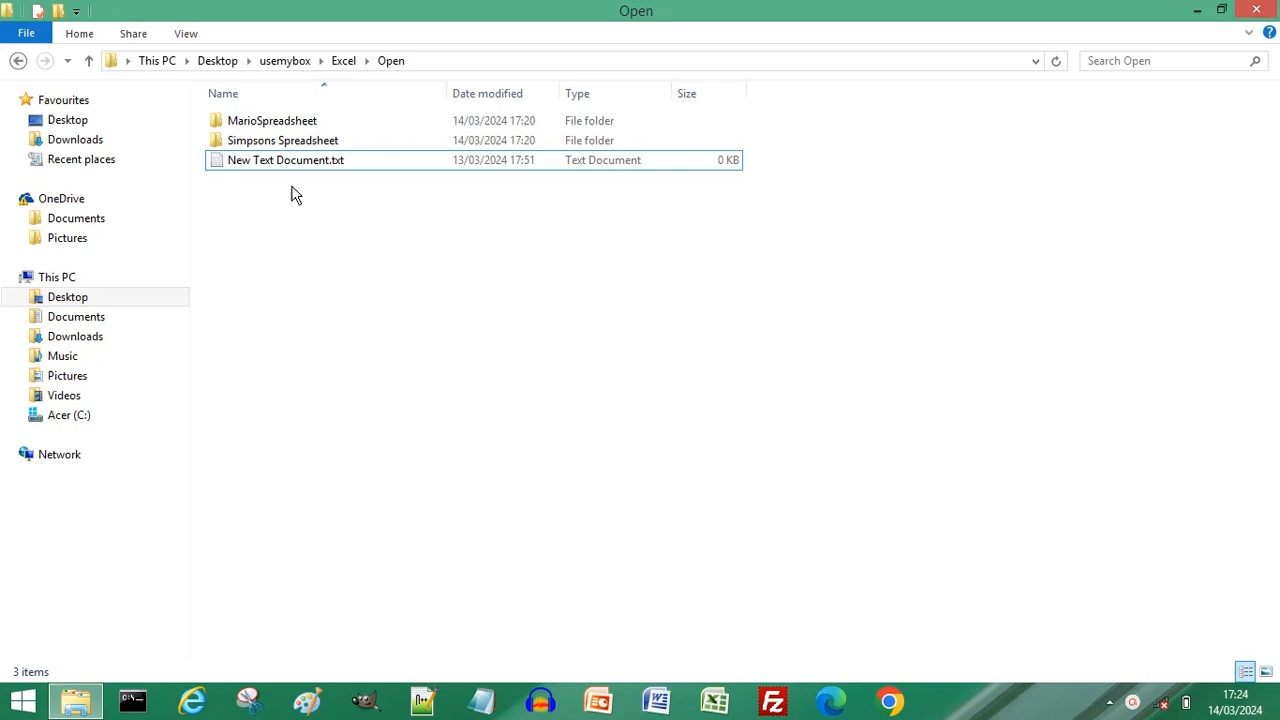 Open
File Home Share View
This PC Desktop usemybox Excel Open Search Open
Name Date modified Type Size
MarioSpreadsheet 14/03/2024 17:20 File folder
Simpsons Spreadsheet 14/03/2024 17:20 File folder
New Text Document.txt 13/03/2024 17:51 Text Document 0 KB
Favourites
Desktop
Downloads
Recent places
OneDrive
Documents
Pictures
This PC
Desktop
Documents
Downloads
Music
Pictures
Videos
Acer (C:)
Network
3 items
17:24
14/03/2024